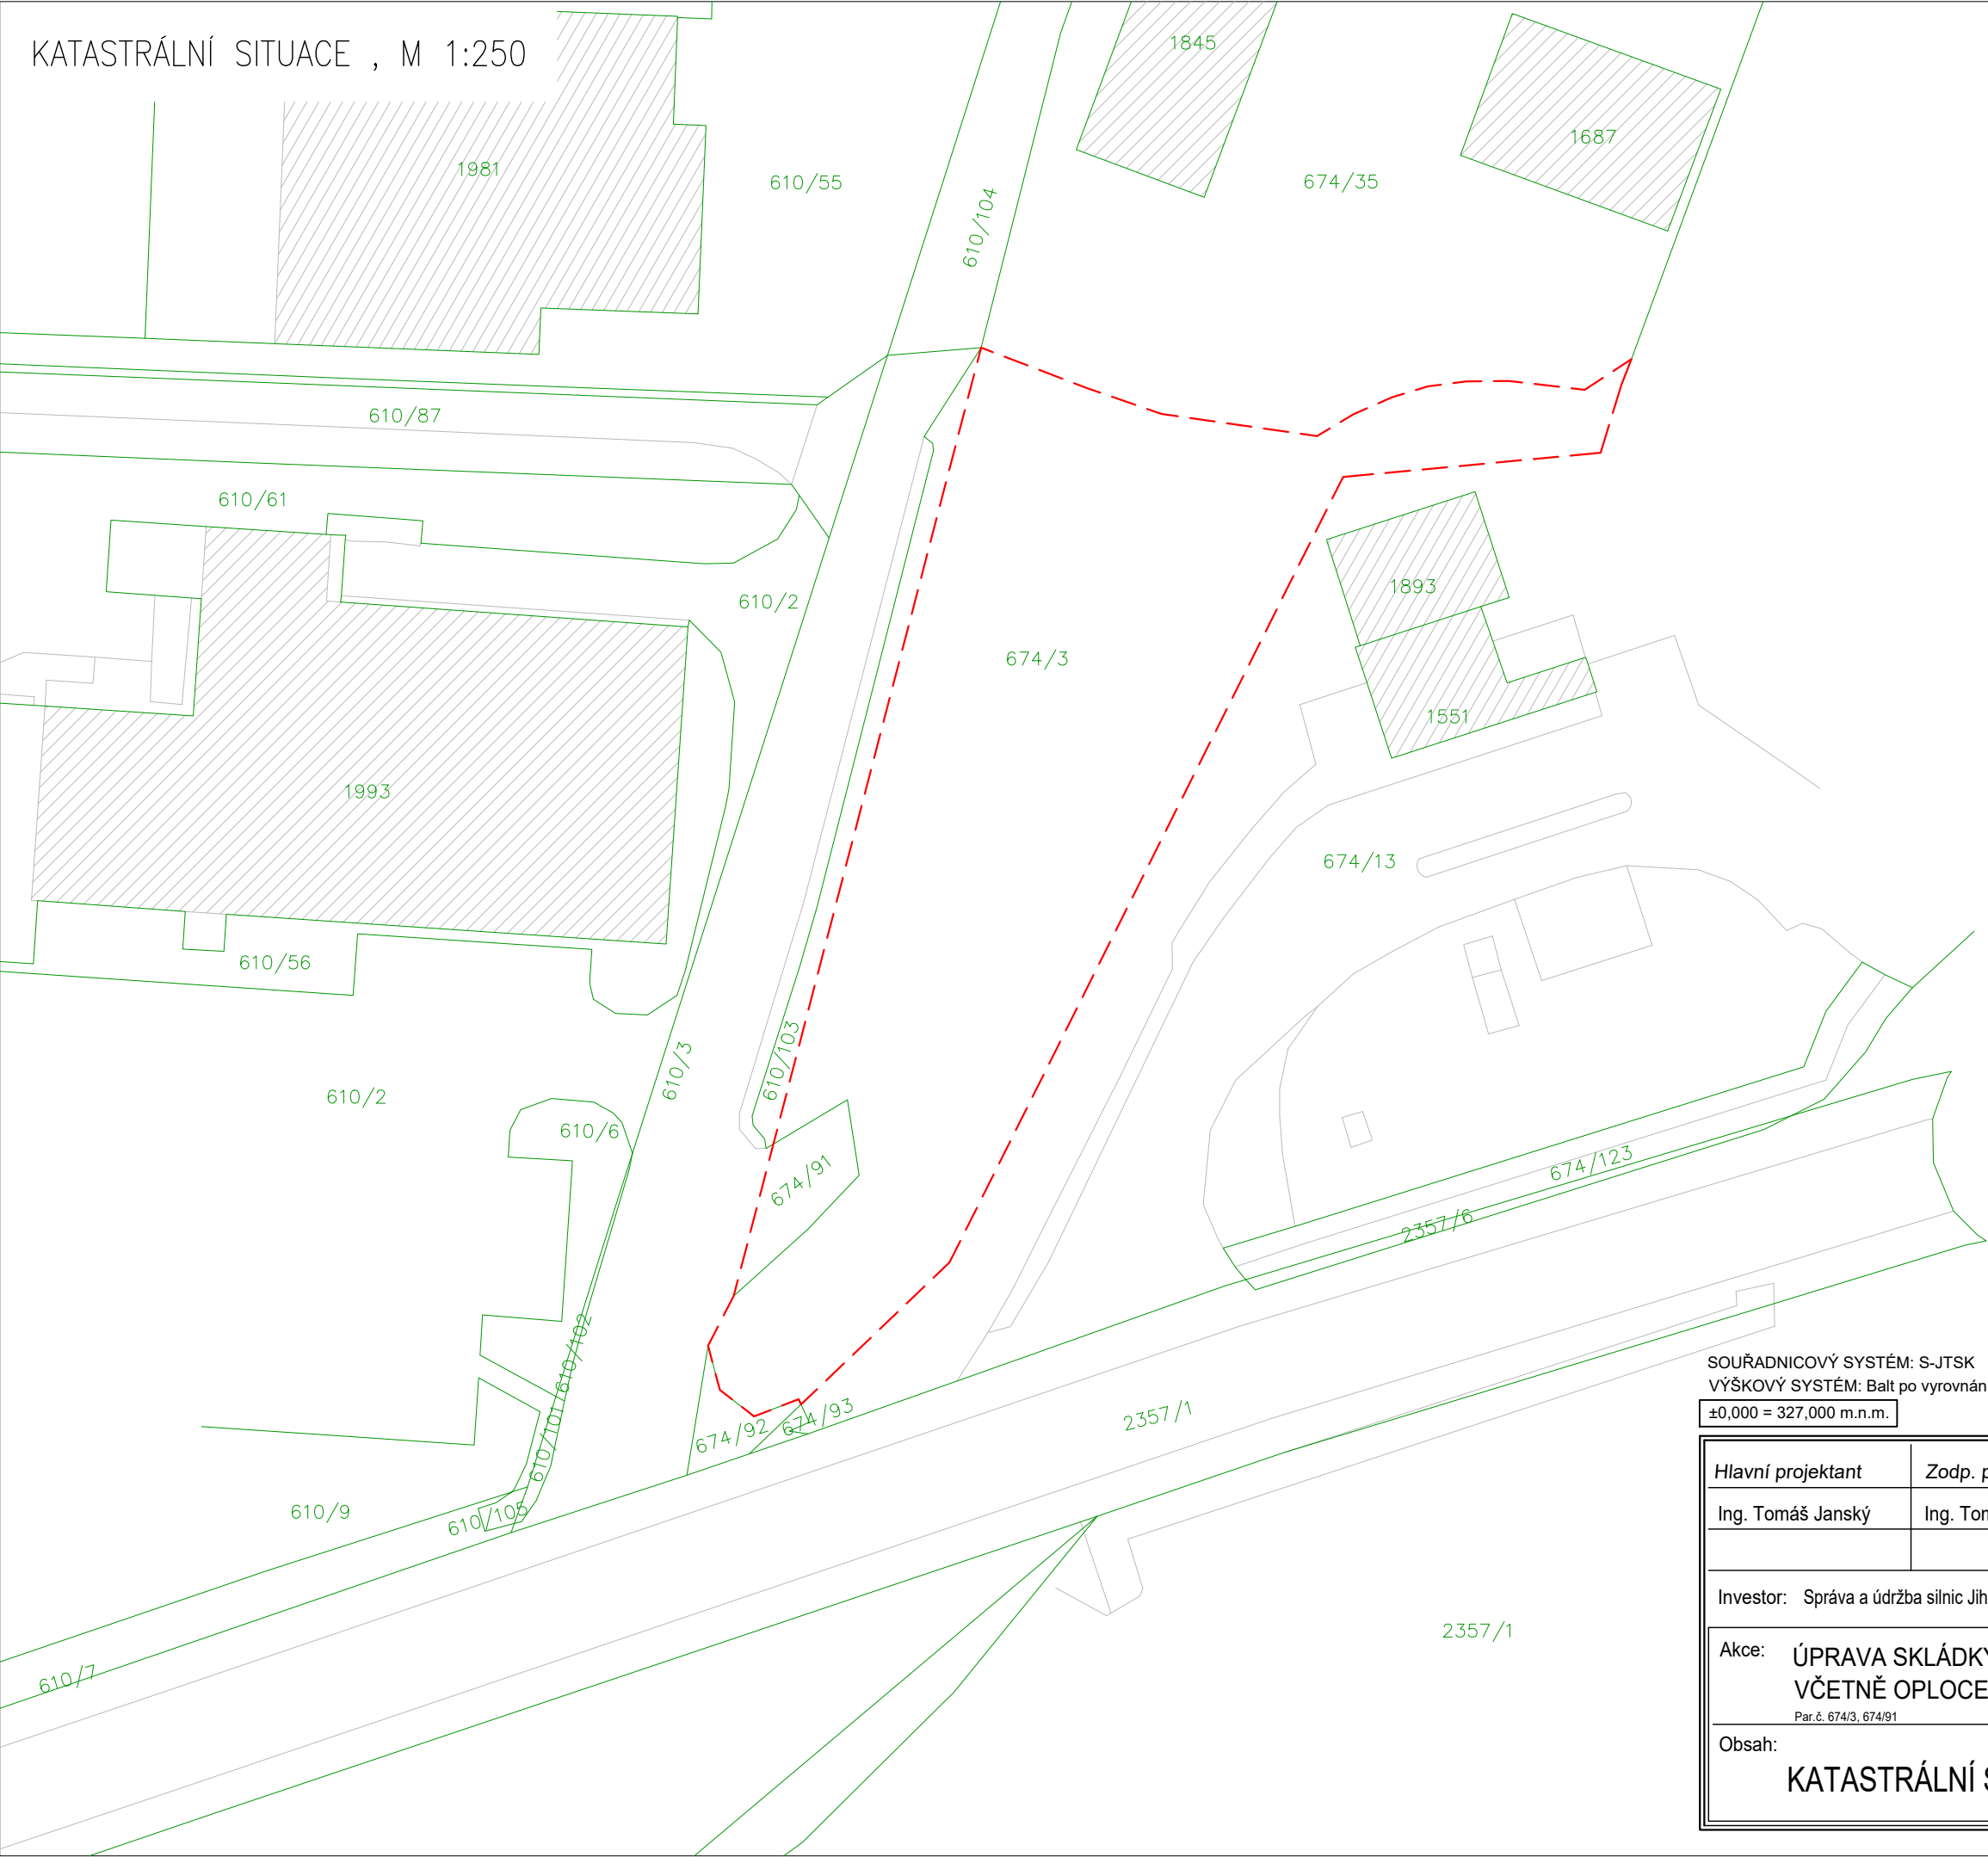 KATASTRÁLNÍ SITUACE , M 1:250
1845
1687
1981
610/55
674/35
610/104
610/87
610/61
1893
610/2
674/3
1551
1993
674/13
610/56
610/103
610/3
610/2
610/6
674/91
674/123
2357/6
610/102
674/93
674/92
2357/1
610/101
610/9
610/105
2357/1
610/7
SOUŘADNICOVÝ SYSTÉM: S-JTSK
VÝŠKOVÝ SYSTÉM: Balt po vyrovnán
±0,000 = 327,000 m.n.m.
Hlavní projektant Zodp.
Ing. Tomáš Janský Ing.
Investor: Správa a údržba silnic
Akce: ÚPRAVA SKLÁDKY
VČETNĚ OPLOCE
Par.č. 674/3, 674/91
Obsah:
KATASTRÁLNÍ